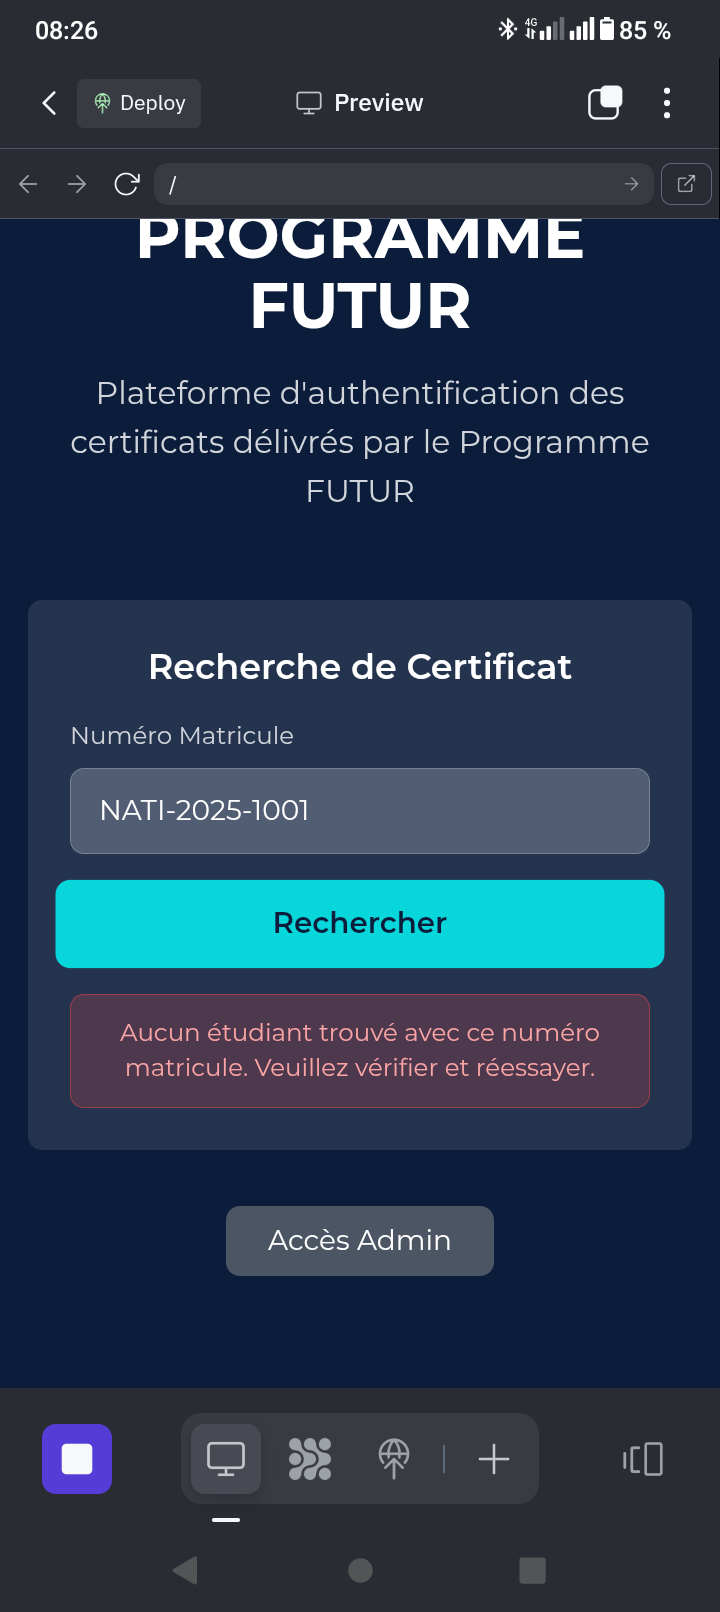 08:26
4G
85 %
Deploy
Preview
/
PROGRAMME
FUTUR
Plateforme d'authentification des
certificats délivrés par le Programme
FUTUR
Recherche de Certificat
Numéro Matricule
NATI-2025-1001
Rechercher
Aucun étudiant trouvé avec ce numéro
matricule. Veuillez vérifier et réessayer.
Accès Admin